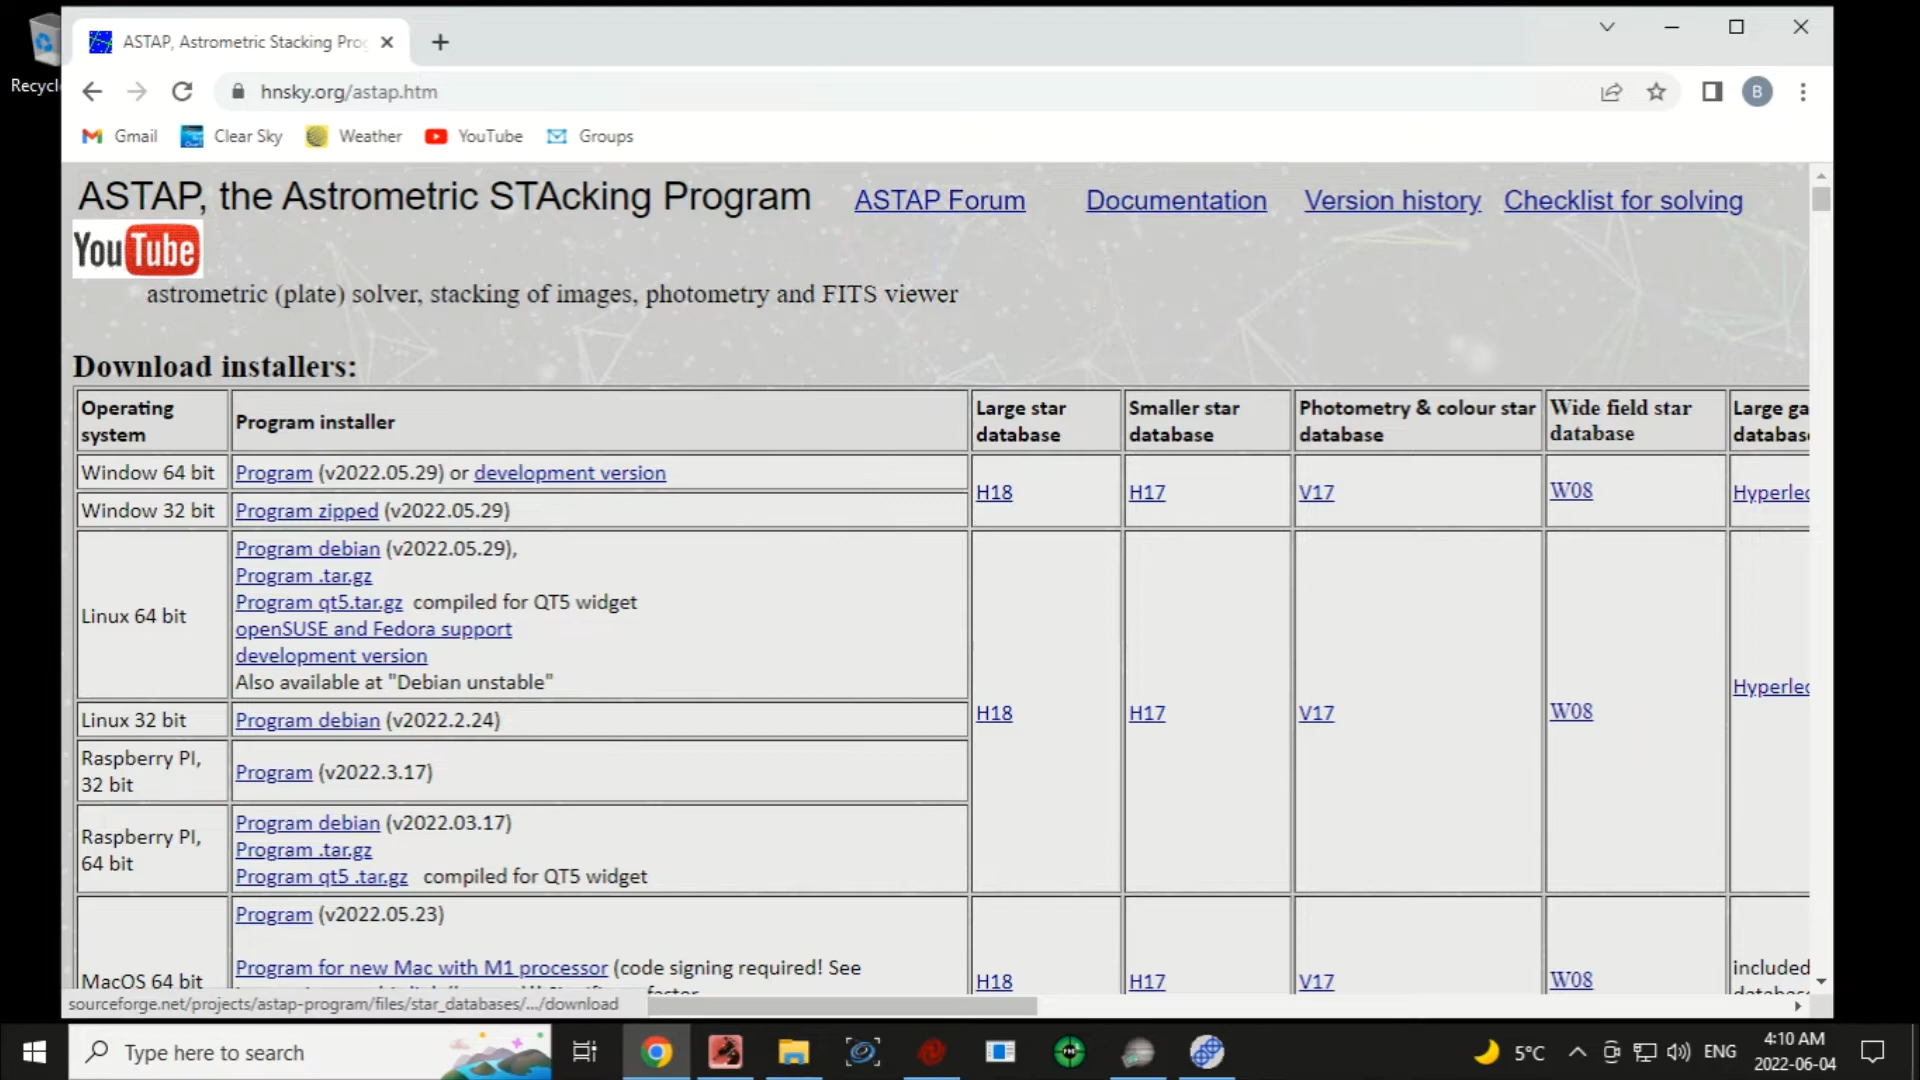 Recycle
ASTAP, Astrometric Stacking Pro
hnsky.org/astap.htm
B
Gmail
Clear Sky
Weather
YouTube
Groups
ASTAP, the Astrometric STAcking Program
ASTAP Forum
Documentation
Version history
Checklist for solving
YouTube
astrometric (plate) solver, stacking of images, photometry and FITS viewer
Download installers:
Operating
system
Program installer
Large star
database
Smaller star
database
Photometry & colour star
database
Wide field star
database
Large ga
databas
Window 64 bit
Program (v2022.05.29) or development version
H18
H17
V17
W08
Hyperled
Window 32 bit
Program zipped (v2022.05.29)
Linux 64 bit
Program debian (v2022.05.29),
Program .tar.gz
Program qt5.tar.gz compiled for QT5 widget
openSUSE and Fedora support
development version
Also available at "Debian unstable"
H18
H17
V17
W08
Hyperled
Linux 32 bit
Program debian (v2022.2.24)
Raspberry PI,
32 bit
Program (v2022.3.17)
Raspberry PI,
64 bit
Program debian (v2022.03.17)
Program .tar.gz
Program qt5 .tar.gz compiled for QT5 widget
MacOS 64 bit
Program (v2022.05.23)
Program for new Mac with M1 processor (code signing required! See
H18
H17
V17
W08
included
sourceforge.net/projects/astap-program/files/star_databases/.../download
Type here to search
5°C
ENG
4:10 AM
2022-06-04